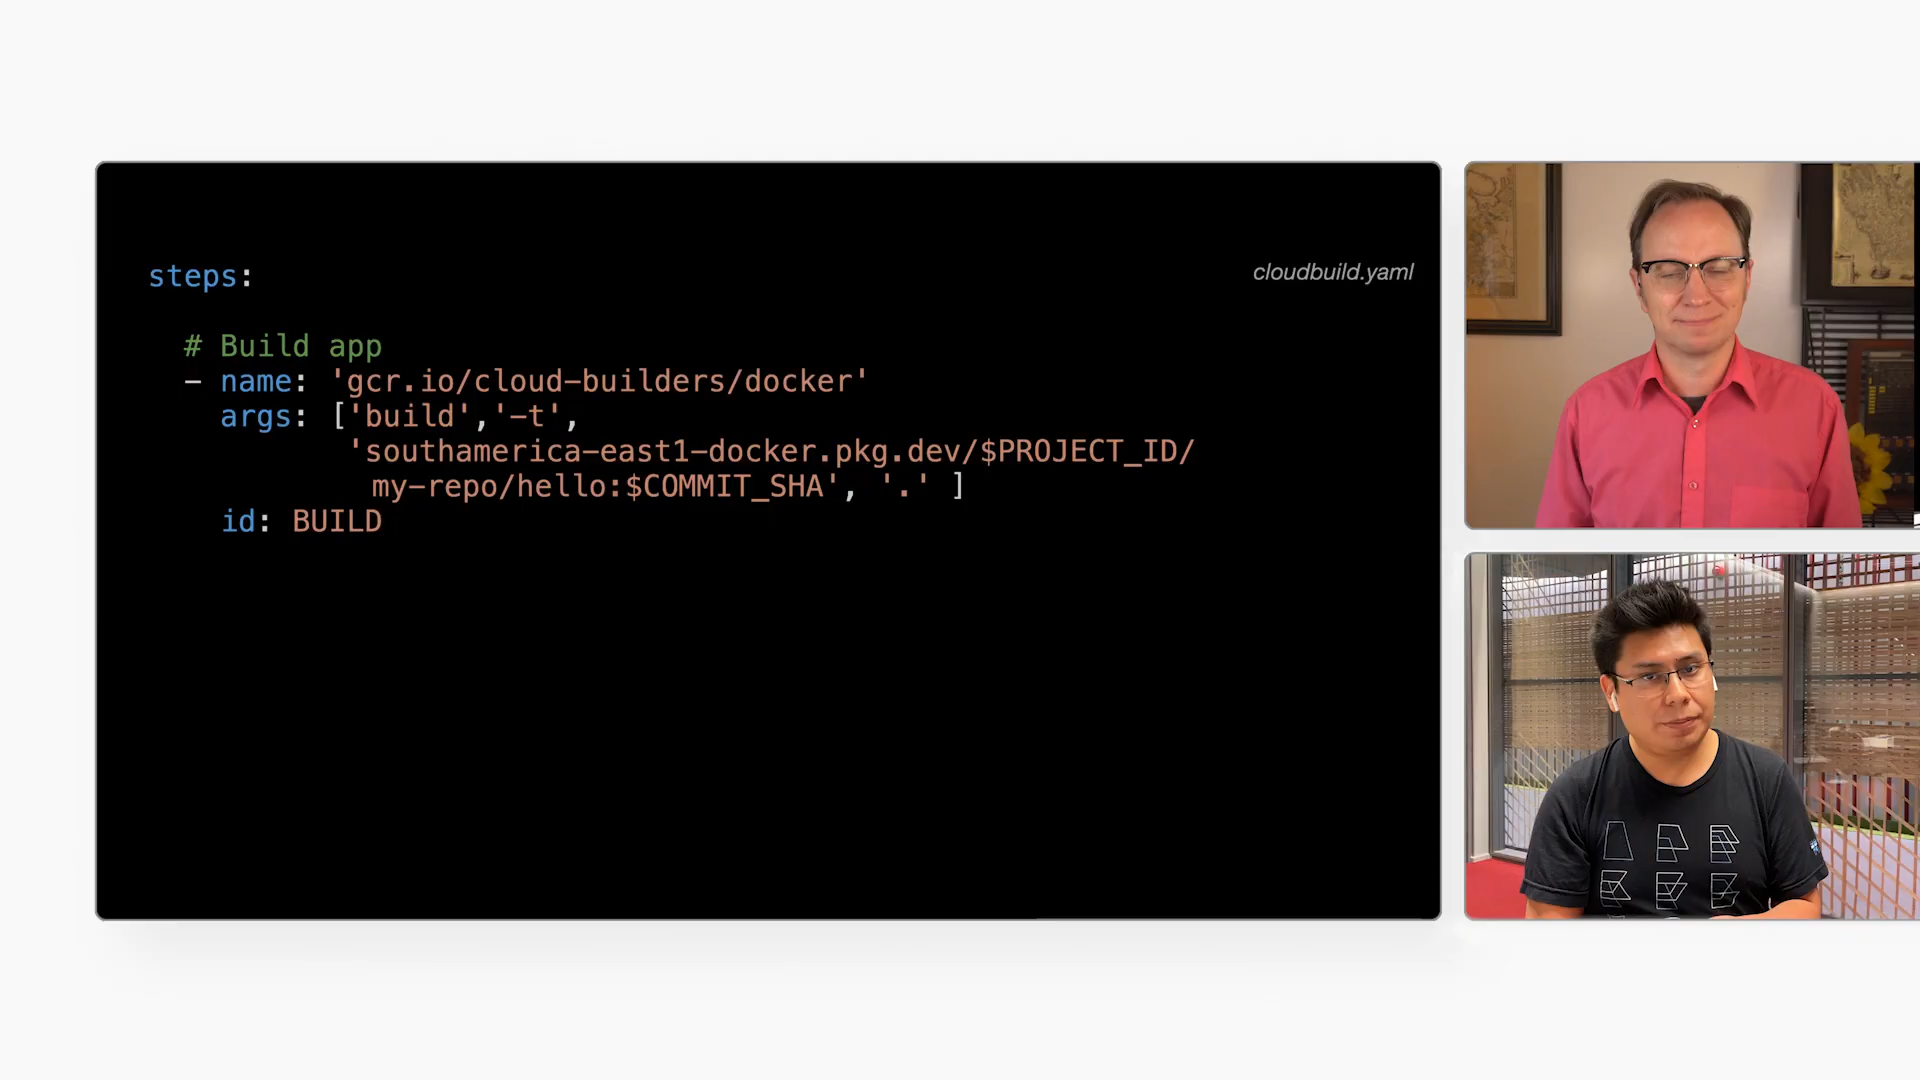 steps:
cloudbuild.yaml
# Build app
- name: 'gcr.io/cloud-builders/docker'
args: ['build','-t',
'southamerica-east1-docker.pkg.dev/$PROJECT_ID/
my-repo/hello:$COMMIT_SHA', '.' ]
id: BUILD